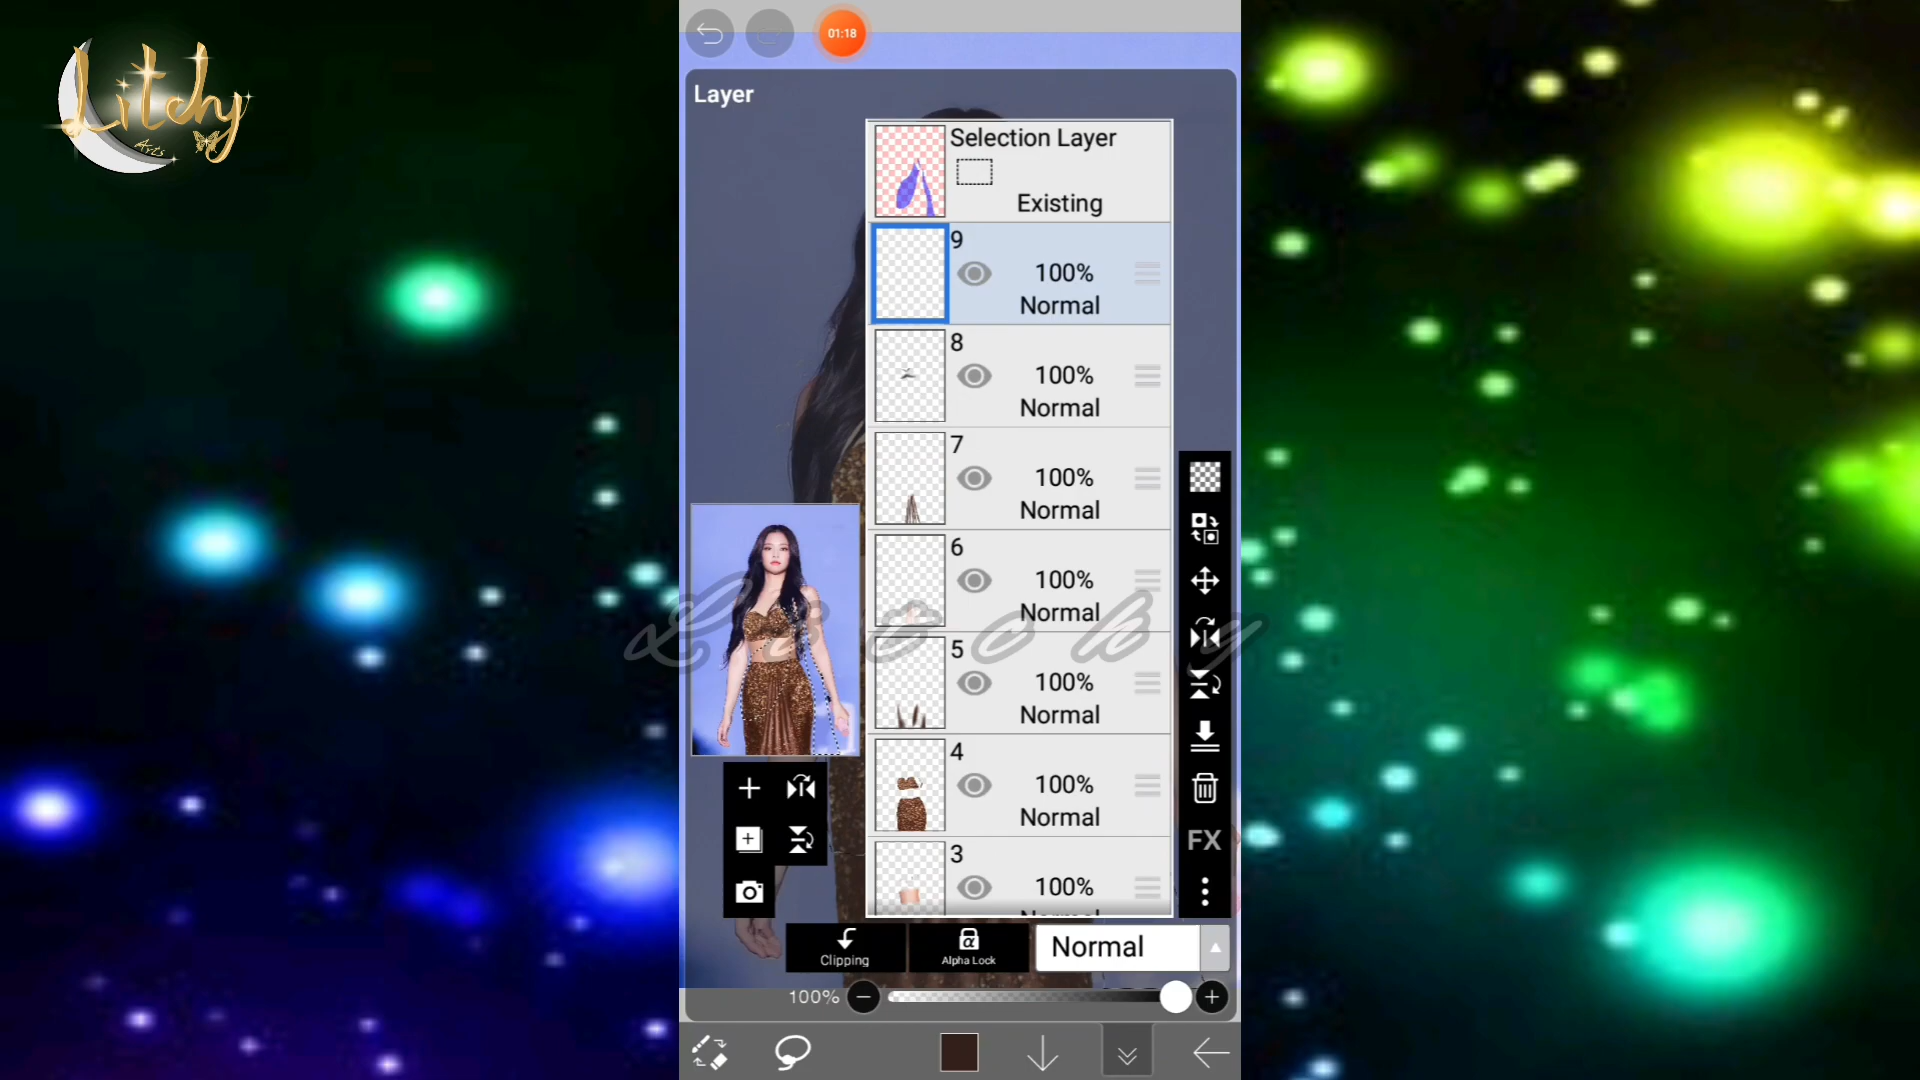 Litchy
Arts
01:18
Layer
Selection Layer
Existing
9
100%
Normal
8
100%
Normal
7
100%
Normal
6
100%
Normal
5
100%
Normal
4
100%
Normal
3
100%
FX
Clipping
Alpha Lock
Normal
100%